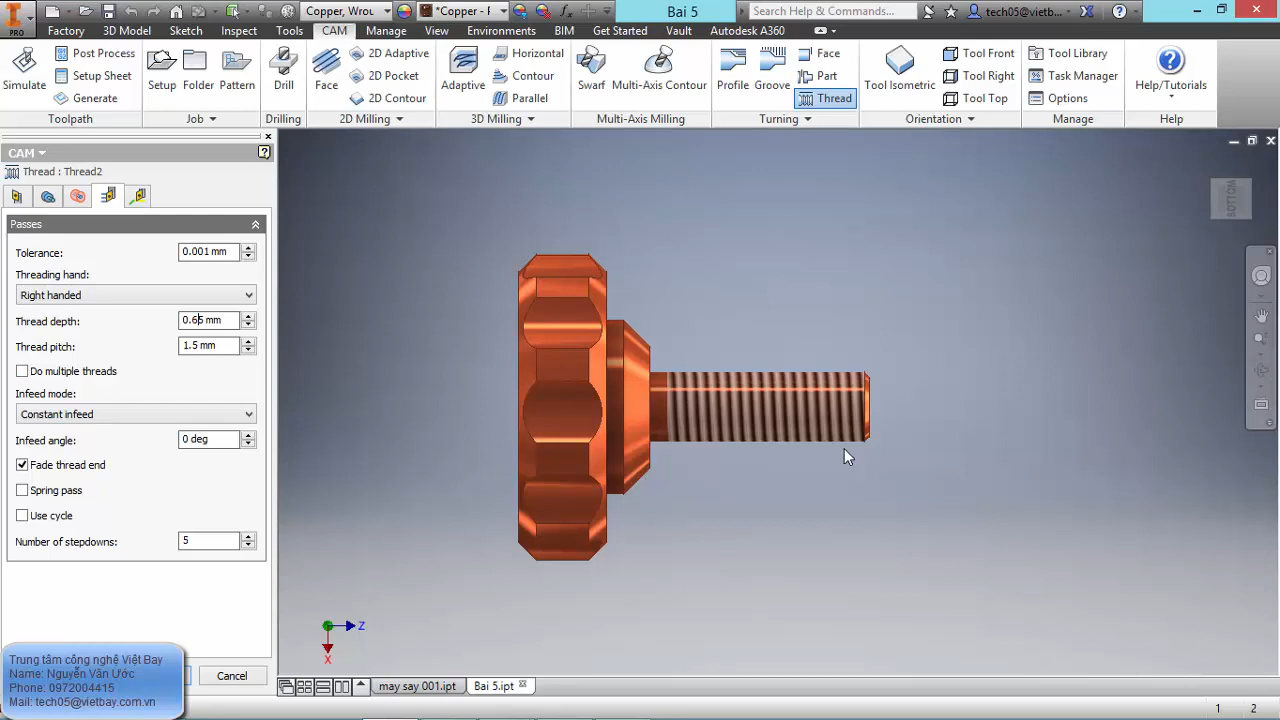 Copper, Wrou
*Copper - F
Bai 5
Search Help & Commands...
tech05@vietb...
PRO
Factory
3D Model
Sketch
Inspect
Tools
CAM
Manage
View
Environments
BIM
Get Started
Vault
Autodesk A360
Simulate
Post Process
Setup Sheet
Generate
Toolpath
Setup
Folder
Pattern
Job
Drill
Drilling
Face
2D Adaptive
2D Pocket
2D Contour
2D Milling
Adaptive
Horizontal
Contour
Parallel
3D Milling
Swarf
Multi-Axis Contour
Multi-Axis Milling
Profile
Groove
Face
Part
Thread
Turning
Tool Isometric
Tool Front
Tool Right
Tool Top
Orientation
Tool Library
Task Manager
Options
Manage
Help/Tutorials
Help
CAM
Thread : Thread2
Passes
Tolerance: 0.001 mm
Threading hand:
Right handed
Thread depth: 0.65 mm
Thread pitch: 1.5 mm
Do multiple threads
Infeed mode:
Constant infeed
Infeed angle: 0 deg
Fade thread end
Spring pass
Use cycle
Number of stepdowns: 5
Cancel
BOTTOM
Z
X
Trung tâm công nghệ Việt Bay
Name: Nguyễn Văn Ước
Phone: 0972004415
Mail: tech05@vietbay.com.vn
may say 001.ipt
Bai 5.ipt
1 2